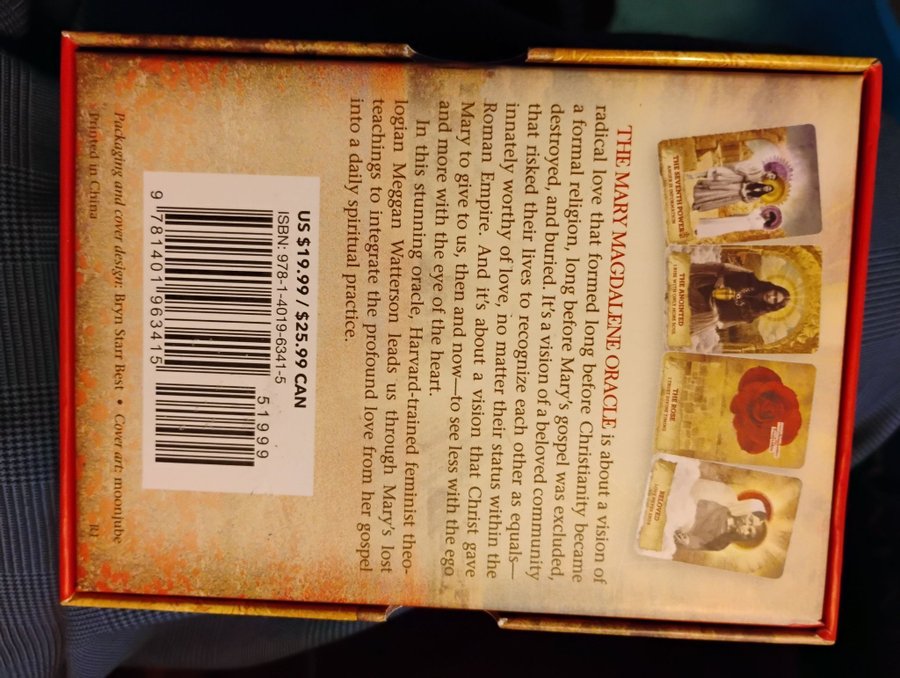 THE SEVENTH POWER
THE ANOINTED
THE ROSE
BELOVED
THE MARY MAGDALENE ORACLE is about a vision of
radical love that formed long before Christianity became
a formal religion, long before Mary's gospel was excluded,
destroyed, and buried. It's a vision of a beloved community
that risked their lives to recognize each other as equals—
innately worthy of love, no matter their status within the
Roman Empire. And it's about a vision that Christ gave
Mary to give to us, then and now—to see less with the ego
and more with the eye of the heart.
In this stunning oracle, Harvard-trained feminist theo-
logian Meggan Watterson leads us through Mary's lost
teachings to integrate the profound love from her gospel
into a daily spiritual practice.
US $19.99 / $25.99 CAN
ISBN: 978-1-4019-6341-5
51999
9 781401 963415
Packaging and cover design: Bryn Starr Best • Cover art: moonjube
Printed in China